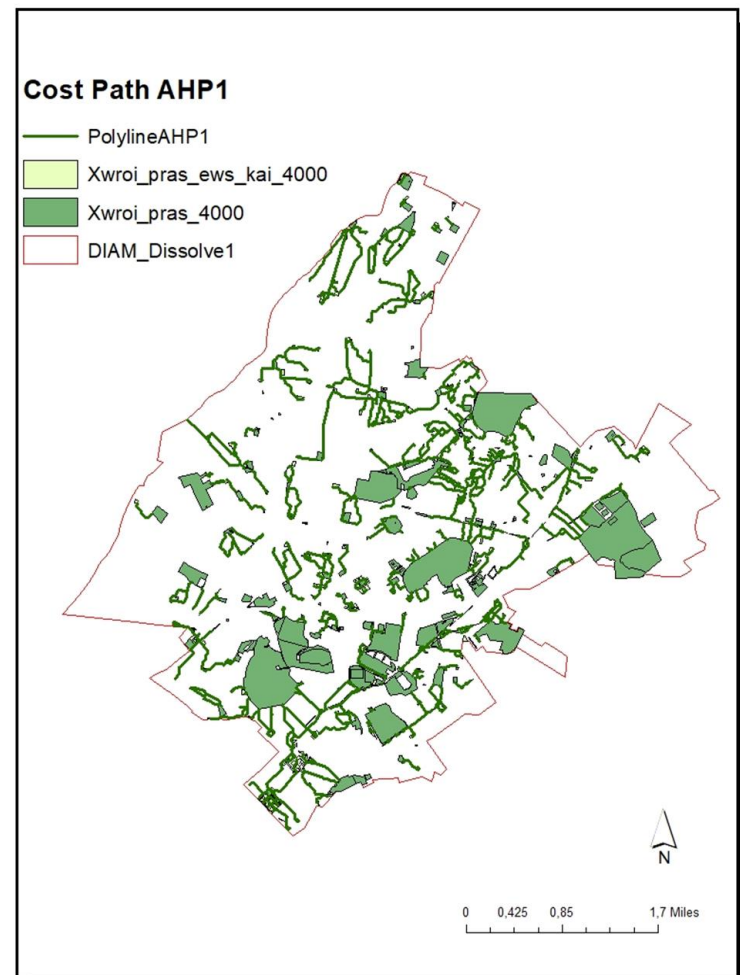 Cost Path AHP1
PolylineAHP1
Xwroi_pras_ews_kai_4000
Xwroi_pras_4000
DIAM_Dissolve1
N
0 0,425 0,85 1,7 Miles